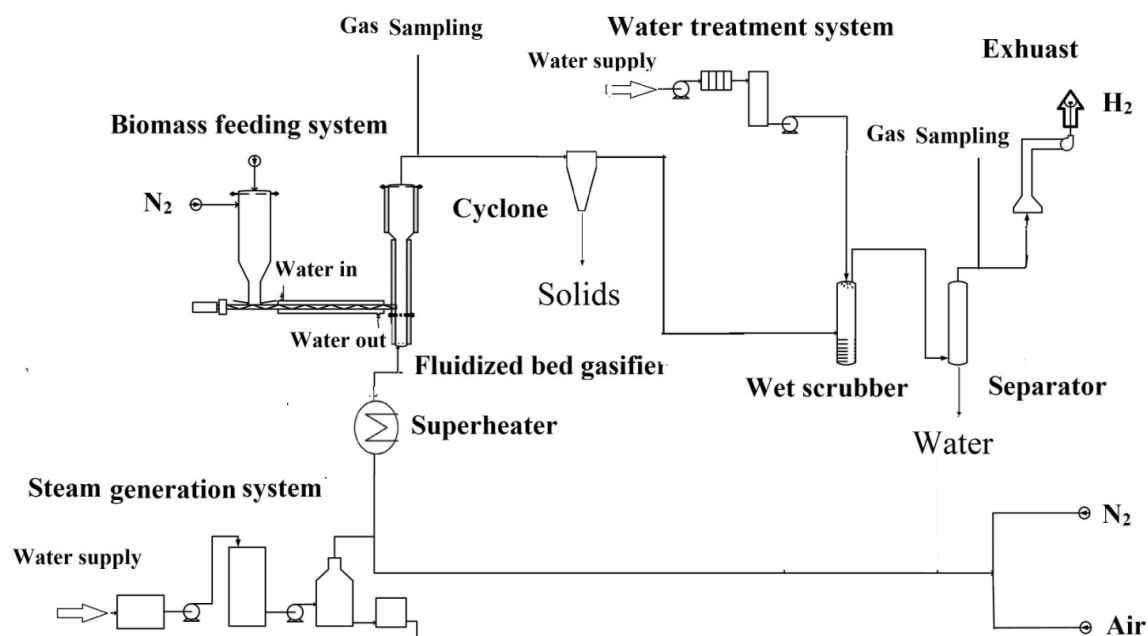 Gas Sampling
Water treatment system
Water supply
Exhuast
H₂
Biomass feeding system
Gas Sampling
N₂
Cyclone
Water in
Solids
Water out
Fluidized bed gasifier
Wet scrubber
Separator
Superheater
Water
Steam generation system
N₂
Water supply
Air